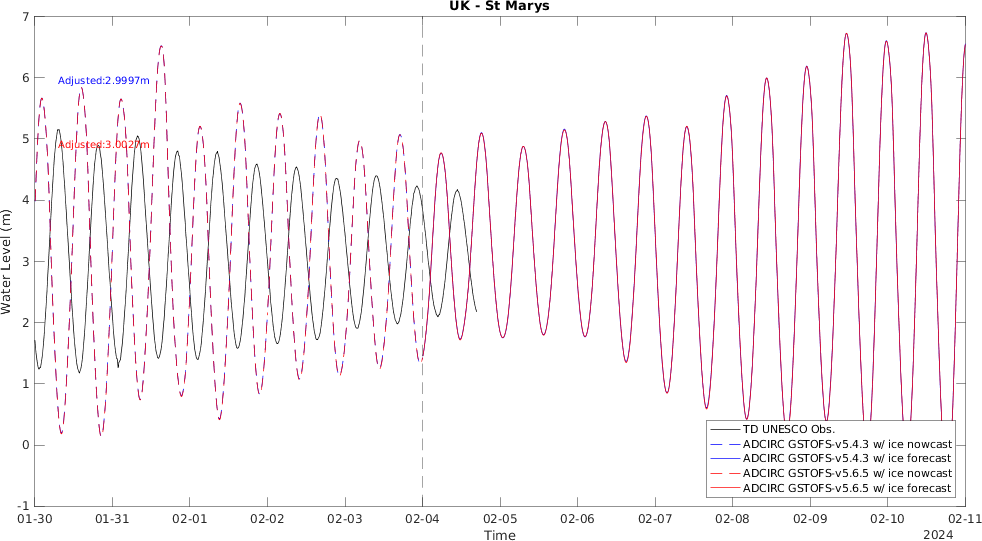 UK - St Marys
7
6
5
4
3
2
1
0
-1
Water Level (m)
Adjusted:2.9997m
Adjusted:3.0027m
TD UNESCO Obs.
ADCIRC GSTOFS-v5.4.3 w/ ice nowcast
ADCIRC GSTOFS-v5.4.3 w/ ice forecast
ADCIRC GSTOFS-v5.6.5 w/ ice nowcast
ADCIRC GSTOFS-v5.6.5 w/ ice forecast
01-30 01-31 02-01 02-02 02-03 02-04 02-05 02-06 02-07 02-08 02-09 02-10 02-11
Time
2024